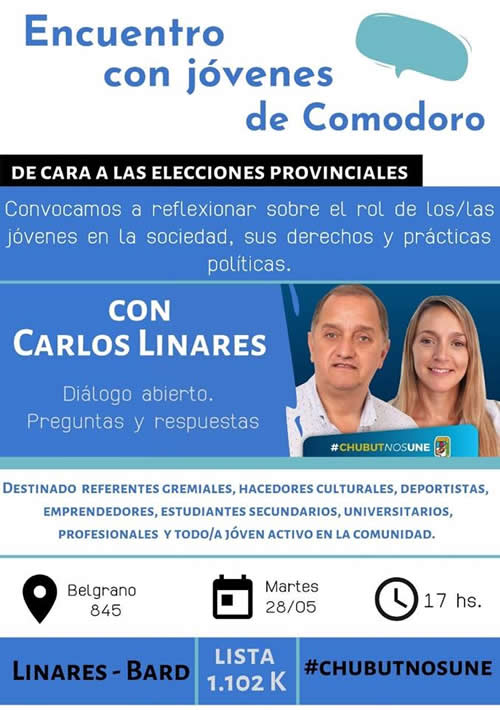 Encuentro
con jóvenes
de Comodoro
DE CARA A LAS ELECCIONES PROVINCIALES
Convocamos a reflexionar sobre el rol de los/las
jóvenes en la sociedad, sus derechos y prácticas
políticas.
CON
CARLOS LINARES
Diálogo abierto.
Preguntas y respuestas
#CHUBUTNOSUNE
DESTINADO REFERENTES GREMIALES, HACEDORES CULTURALES, DEPORTISTAS,
EMPRENDEDORES, ESTUDIANTES SECUNDARIOS, UNIVERSITARIOS,
PROFESIONALES Y TODO/A JÓVEN ACTIVO EN LA COMUNIDAD.
Belgrano
845
Martes
28/05
17 hs.
LINARES - BARD
LISTA
1.102 K
#CHUBUTNOSUNE